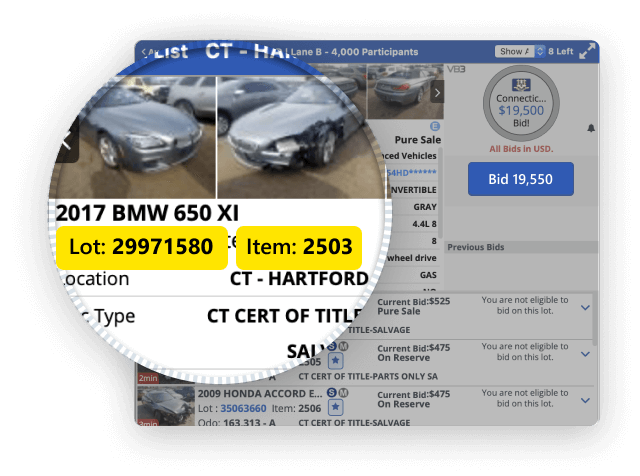 List CT - HA
Lane B - 4,000 Participants
Show A
8 Left
VB3
Connectic...
$19,500
Bid!
All Bids in USD.
Bid 19,550
Previous Bids
E
Pure Sale
Vehicles
54HD******
GRAY
4.4L 8
8
wheel drive
GAS
2017 BMW 650 XI
Lot: 29971580
Item: 2503
CT - HARTFORD
Type
CT CERT OF TITLE
Current Bid:$525
Pure Sale
You are not eligible to
bid on this lot.
TITLE-SALVAGE
S M
2505
Current Bid:$475
On Reserve
You are not eligible to
bid on this lot.
2min
A
CT CERT OF TITLE-PARTS ONLY SA
2009 HONDA ACCORD E...
S M
Current Bid:$475
On Reserve
You are not eligible to
bid on this lot.
Lot : 35063660 Item: 2506
Odo: 163,313 - A
CT CERT OF TITLE-SALVAGE
3min